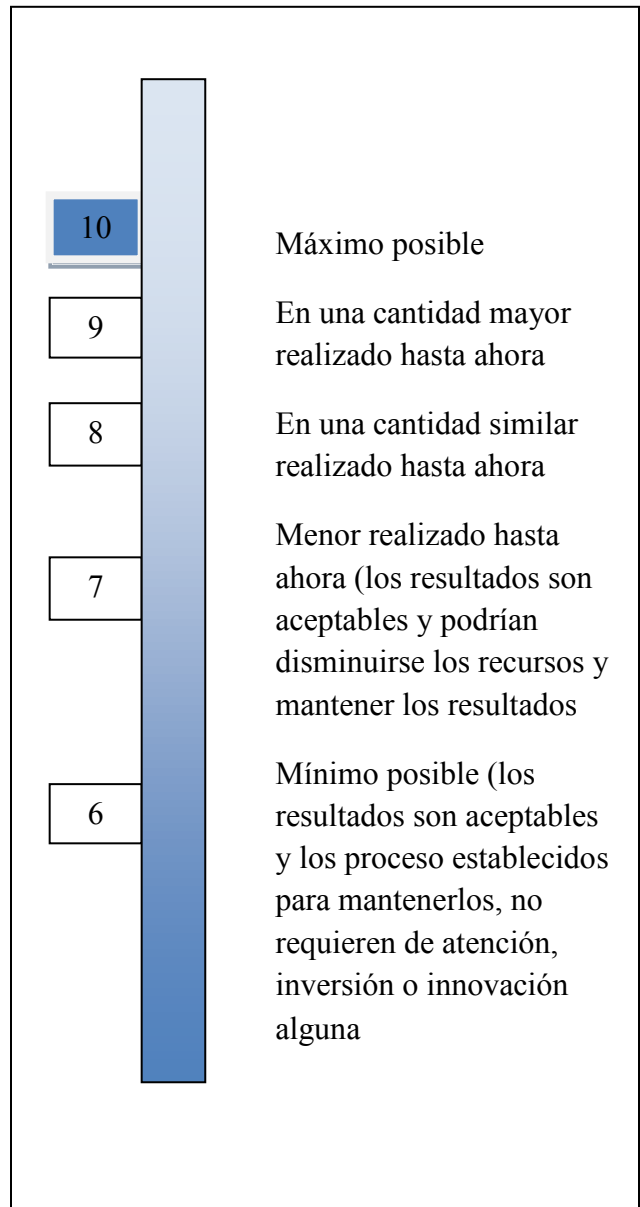 10
Máximo posible
9
En una cantidad mayor
realizado hasta ahora
8
En una cantidad similar
realizado hasta ahora
7
Menor realizado hasta
ahora (los resultados son
aceptables y podrían
disminuirse los recursos y
mantener los resultados
6
Mínimo posible (los
resultados son aceptables
y los proceso establecidos
para mantenerlos, no
requieren de atención,
inversión o innovación
alguna